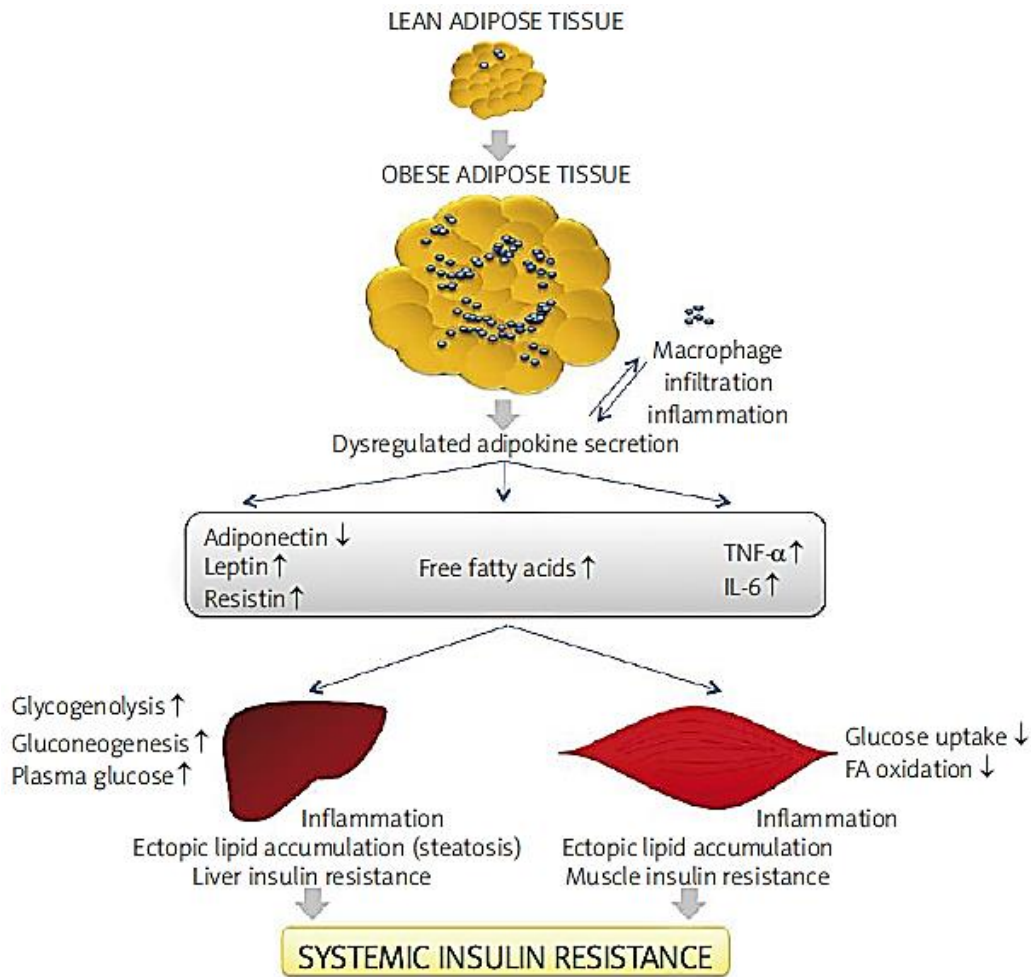 LEAN ADIPOSE TISSUE
OBESE ADIPOSE TISSUE
Macrophage
infiltration
inflammation
Dysregulated adipokine secretion
Adiponectin ↓
Leptin ↑
Resistin ↑
Free fatty acids ↑
TNF-α ↑
IL-6 ↑
Glycogenolysis ↑
Gluconeogenesis ↑
Plasma glucose ↑
Inflammation
Ectopic lipid accumulation (steatosis)
Liver insulin resistance
Glucose uptake ↓
FA oxidation ↓
Inflammation
Ectopic lipid accumulation
Muscle insulin resistance
SYSTEMIC INSULIN RESISTANCE